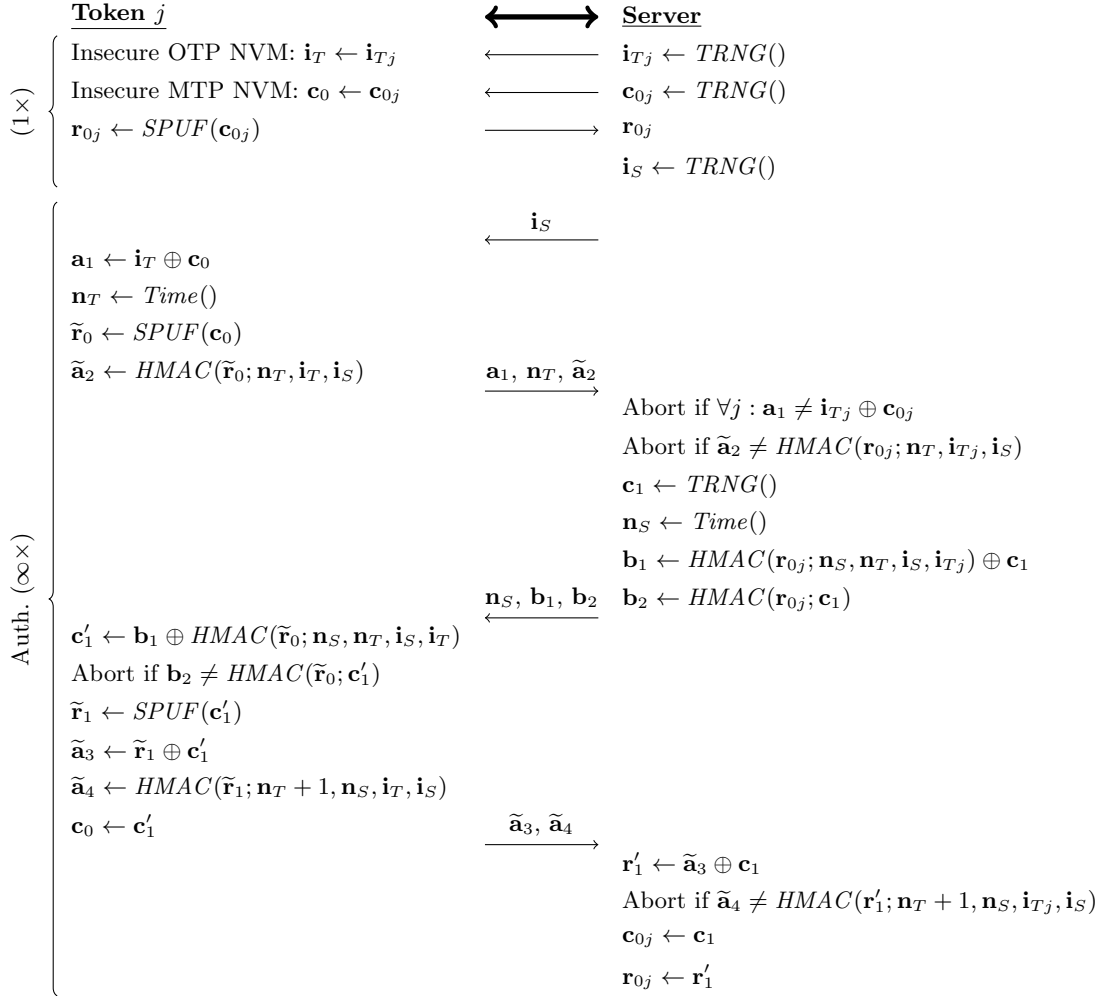 Token j Server
(1×)
Insecure OTP NVM: i_T ← i_Tj i_Tj ← TRNG()
Insecure MTP NVM: c_0 ← c_0j c_0j ← TRNG()
r_0j ← SPUF(c_0j) r_0j
i_S ← TRNG()
Auth. (∞×)
i_S
a_1 ← i_T ⊕ c_0
n_T ← Time()
r̃_0 ← SPUF(c_0)
ã_2 ← HMAC(r̃_0; n_T, i_T, i_S) a_1, n_T, ã_2
Abort if ∀j : a_1 ≠ i_Tj ⊕ c_0j
Abort if ã_2 ≠ HMAC(r_0j; n_T, i_Tj, i_S)
c_1 ← TRNG()
n_S ← Time()
b_1 ← HMAC(r_0j; n_S, n_T, i_S, i_Tj) ⊕ c_1
n_S, b_1, b_2 b_2 ← HMAC(r_0j; c_1)
c′_1 ← b_1 ⊕ HMAC(r̃_0; n_S, n_T, i_S, i_T)
Abort if b_2 ≠ HMAC(r̃_0; c′_1)
r̃_1 ← SPUF(c′_1)
ã_3 ← r̃_1 ⊕ c′_1
ã_4 ← HMAC(r̃_1; n_T + 1, n_S, i_T, i_S)
c_0 ← c′_1 ã_3, ã_4
r′_1 ← ã_3 ⊕ c_1
Abort if ã_4 ≠ HMAC(r′_1; n_T + 1, n_S, i_Tj, i_S)
c_0j ← c_1
r_0j ← r′_1